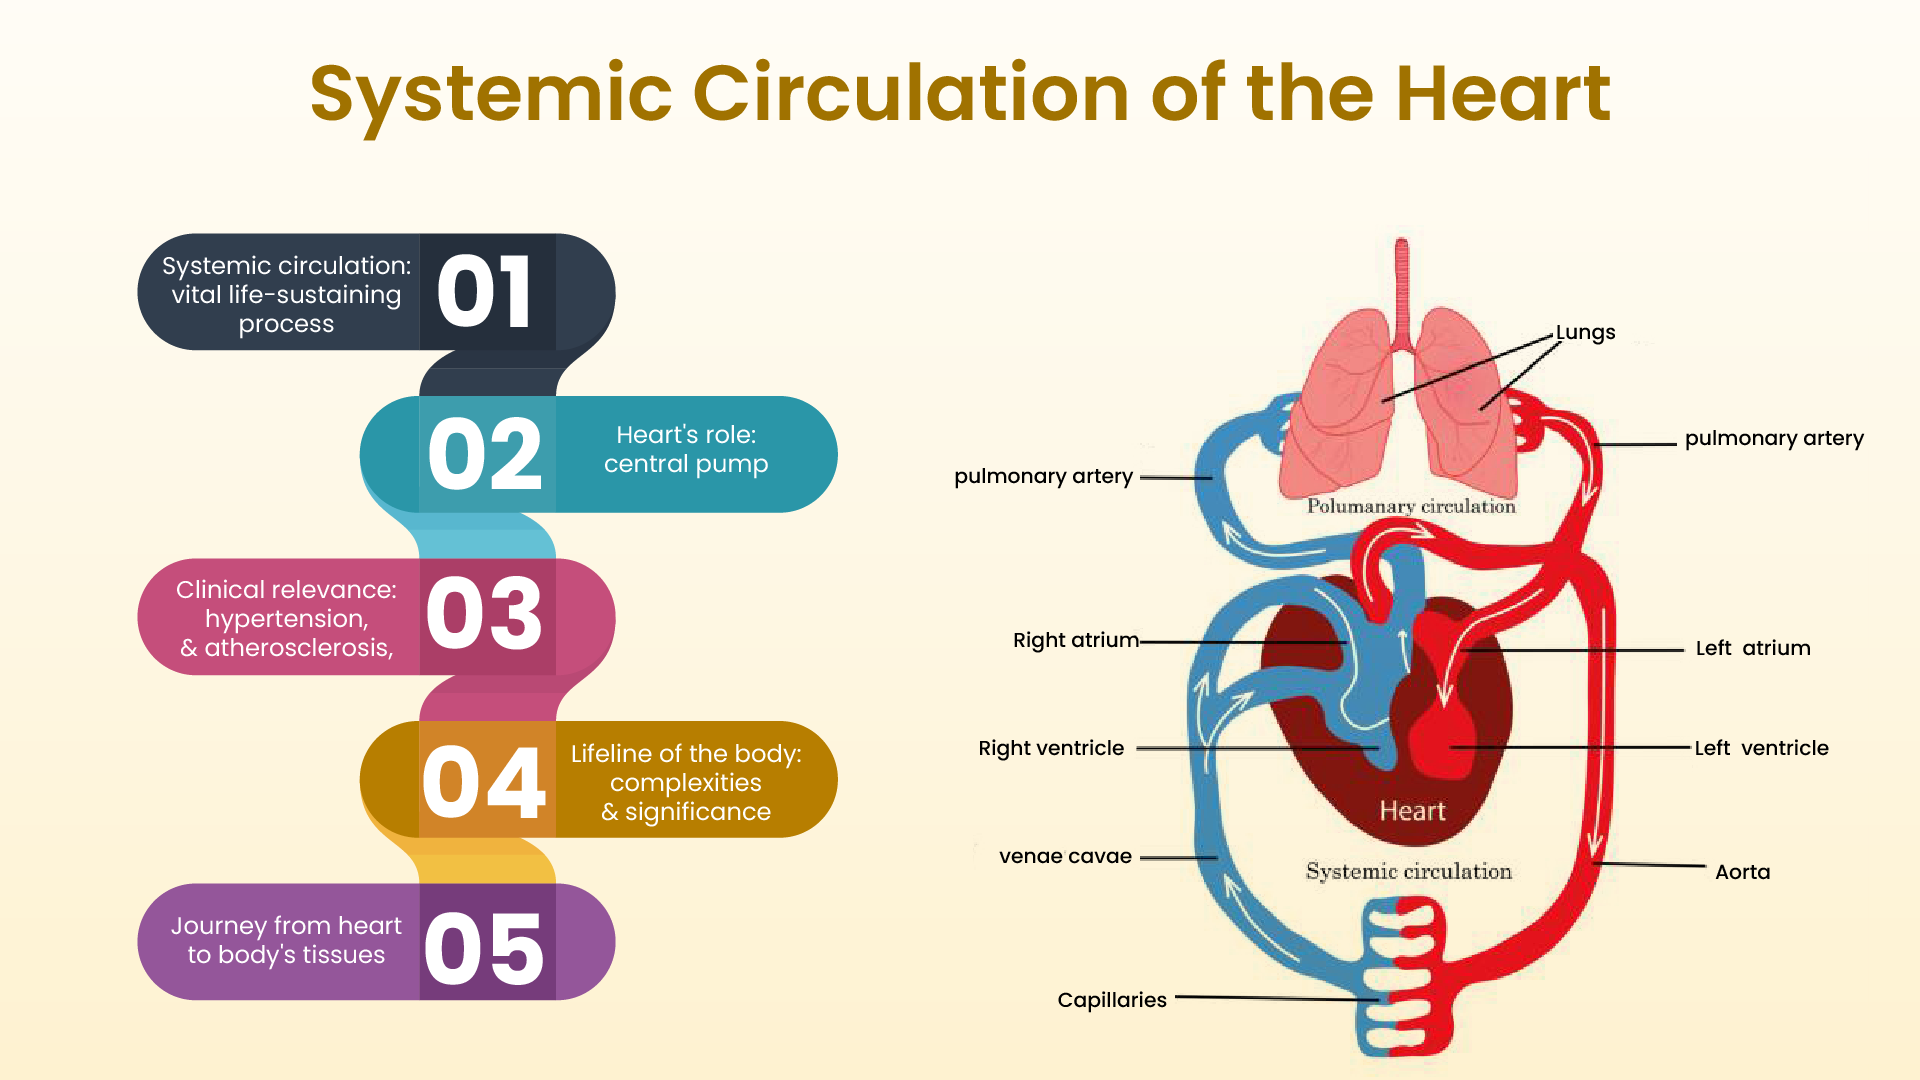 Systemic Circulation of the Heart
Systemic circulation:
vital life-sustaining
process
01
02
Heart's role:
central pump
Clinical relevance:
hypertension,
& atherosclerosis,
03
04
Lifeline of the body:
complexities
& significance
Journey from heart
to body's tissues
05
Lungs
pulmonary artery
pulmonary artery
Polumanary circulation
Right atrium
Left atrium
Right ventricle
Left ventricle
Heart
venae cavae
Systemic circulation
Aorta
Capillaries